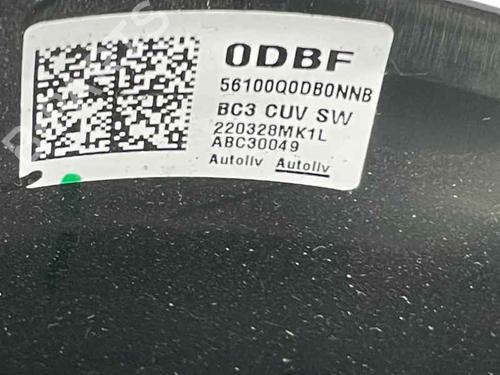 0DBF
56100Q0DB0NNB
BC3 CUV SW
220328MK1L
ABC30049
Autoliv Autoliv